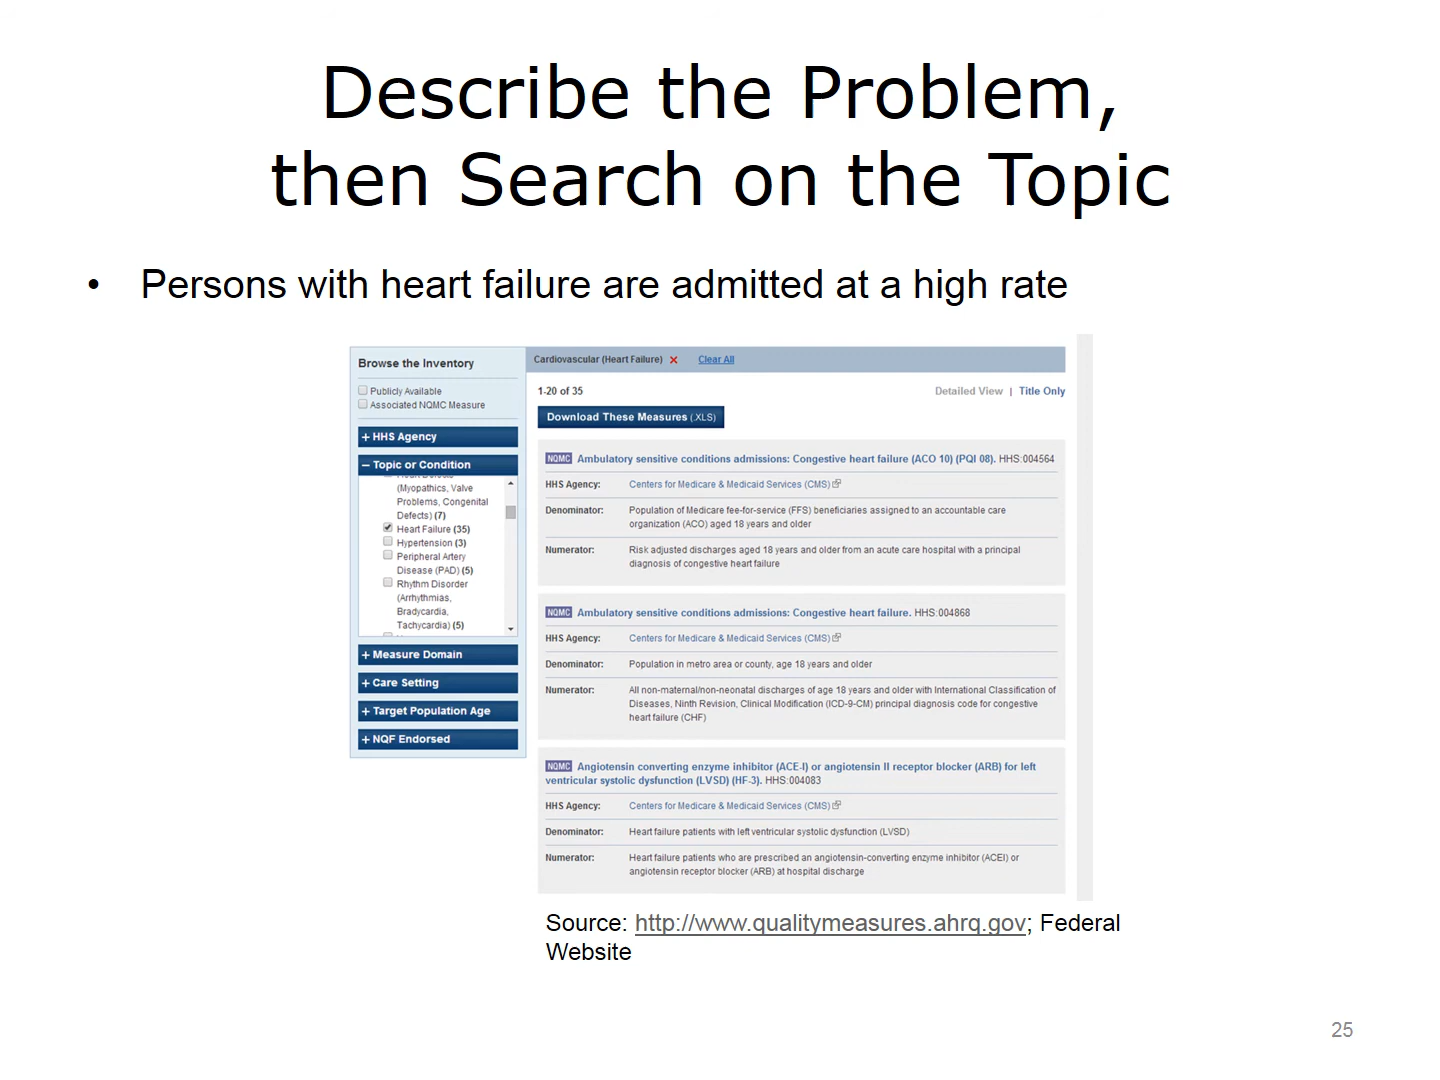 Describe the Problem,
then Search on the Topic
• Persons with heart failure are admitted at a high rate
Browse the Inventory
Publicly Available
Associated NQMC Measure
+ HHS Agency
− Topic or Condition
(Myopathics, Valve
Problems, Congenital
Defects) (7)
Heart Failure (35)
Hypertension (3)
Peripheral Artery
Disease (PAD) (5)
Rhythm Disorder
(Arrhythmias,
Bradycardia,
Tachycardia) (5)
+ Measure Domain
+ Care Setting
+ Target Population Age
+ NQF Endorsed
Cardiovascular (Heart Failure) x Clear All
1-20 of 35 Detailed View | Title Only
Download These Measures (.XLS)
NQMC Ambulatory sensitive conditions admissions: Congestive heart failure (ACO 10) (PQI 08). HHS:004564
HHS Agency: Centers for Medicare & Medicaid Services (CMS)
Denominator: Population of Medicare fee-for-service (FFS) beneficiaries assigned to an accountable care
organization (ACO) aged 18 years and older
Numerator: Risk adjusted discharges aged 18 years and older from an acute care hospital with a principal
diagnosis of congestive heart failure
NQMC Ambulatory sensitive conditions admissions: Congestive heart failure. HHS:004868
HHS Agency: Centers for Medicare & Medicaid Services (CMS)
Denominator: Population in metro area or county, age 18 years and older
Numerator: All non-maternal/non-neonatal discharges of age 18 years and older with International Classification of
Diseases, Ninth Revision, Clinical Modification (ICD-9-CM) principal diagnosis code for congestive
heart failure (CHF)
NQMC Angiotensin converting enzyme inhibitor (ACE-I) or angiotensin II receptor blocker (ARB) for left
ventricular systolic dysfunction (LVSD) (HF-3). HHS:004083
HHS Agency: Centers for Medicare & Medicaid Services (CMS)
Denominator: Heart failure patients with left ventricular systolic dysfunction (LVSD)
Numerator: Heart failure patients who are prescribed an angiotensin-converting enzyme inhibitor (ACEI) or
angiotensin receptor blocker (ARB) at hospital discharge
Source: http://www.qualitymeasures.ahrq.gov; Federal
Website
25